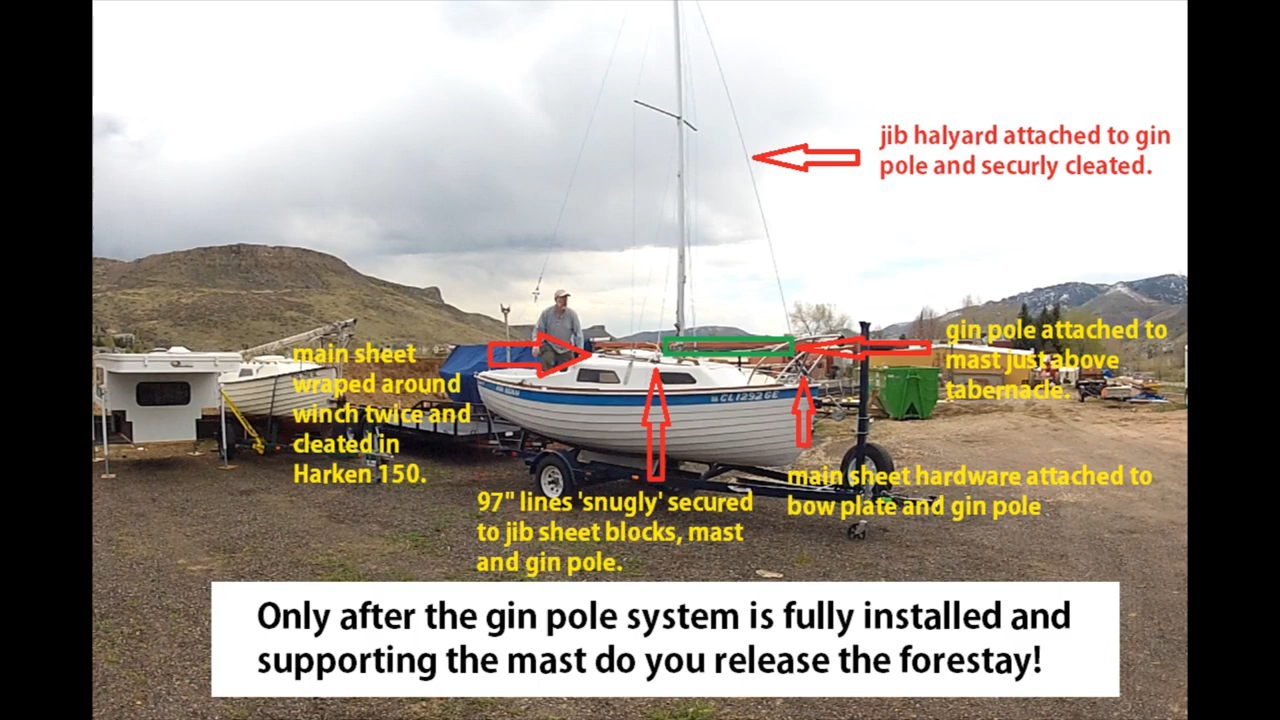 jib halyard attached to gin
pole and securly cleated.
gin pole attached to
mast just above
tabernacle.
main sheet
wraped around
winch twice and
cleated in
Harken 150.
CL1292GE
main sheet hardware attached to
bow plate and gin pole
97" lines 'snugly' secured
to jib sheet blocks, mast
and gin pole.
Only after the gin pole system is fully installed and
supporting the mast do you release the forestay!